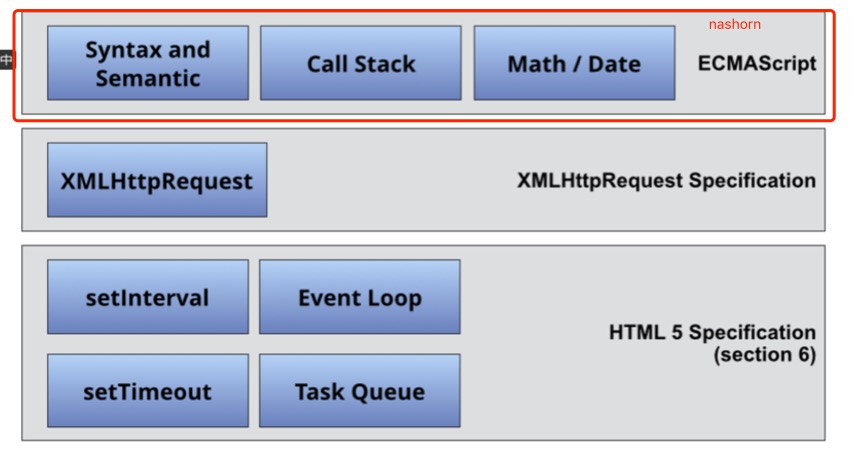 nashorn
Syntax and
Semantic
Call Stack
Math / Date
ECMAScript
中
XMLHttpRequest
XMLHttpRequest Specification
setInterval
Event Loop
HTML 5 Specification
(section 6)
setTimeout
Task Queue